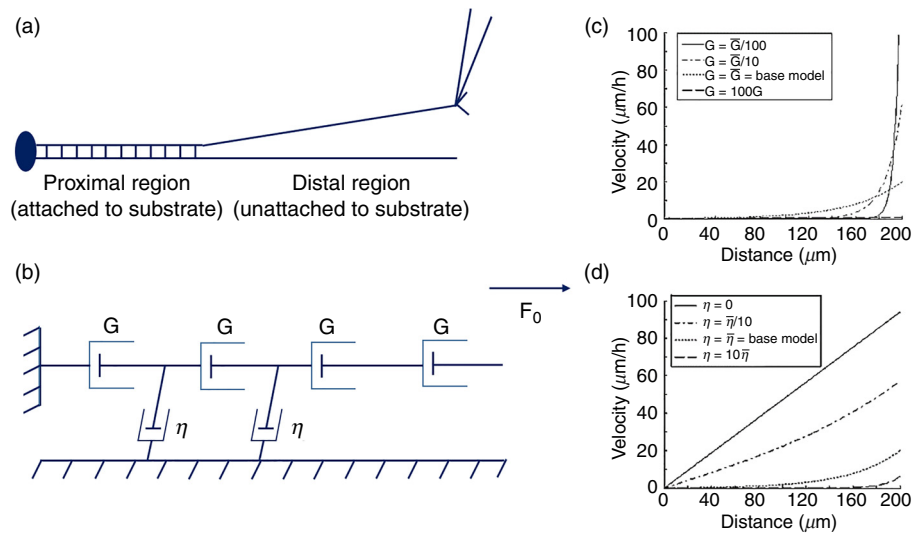 (a)
Proximal region
(attached to substrate)
Distal region
(unattached to substrate)
(b)
G
G
G
G
F₀
η
η
(c)
Velocity (μm/h)
100
80
60
40
20
0
G = G̅/100
G = G̅/10
G = G̅ = base model
G = 100G
0 40 80 120 160 200
Distance (μm)
(d)
Velocity (μm/h)
100
80
60
40
20
0
η = 0
η = η̅/10
η = η̅ = base model
η = 10η̅
0 40 80 120 160 200
Distance (μm)